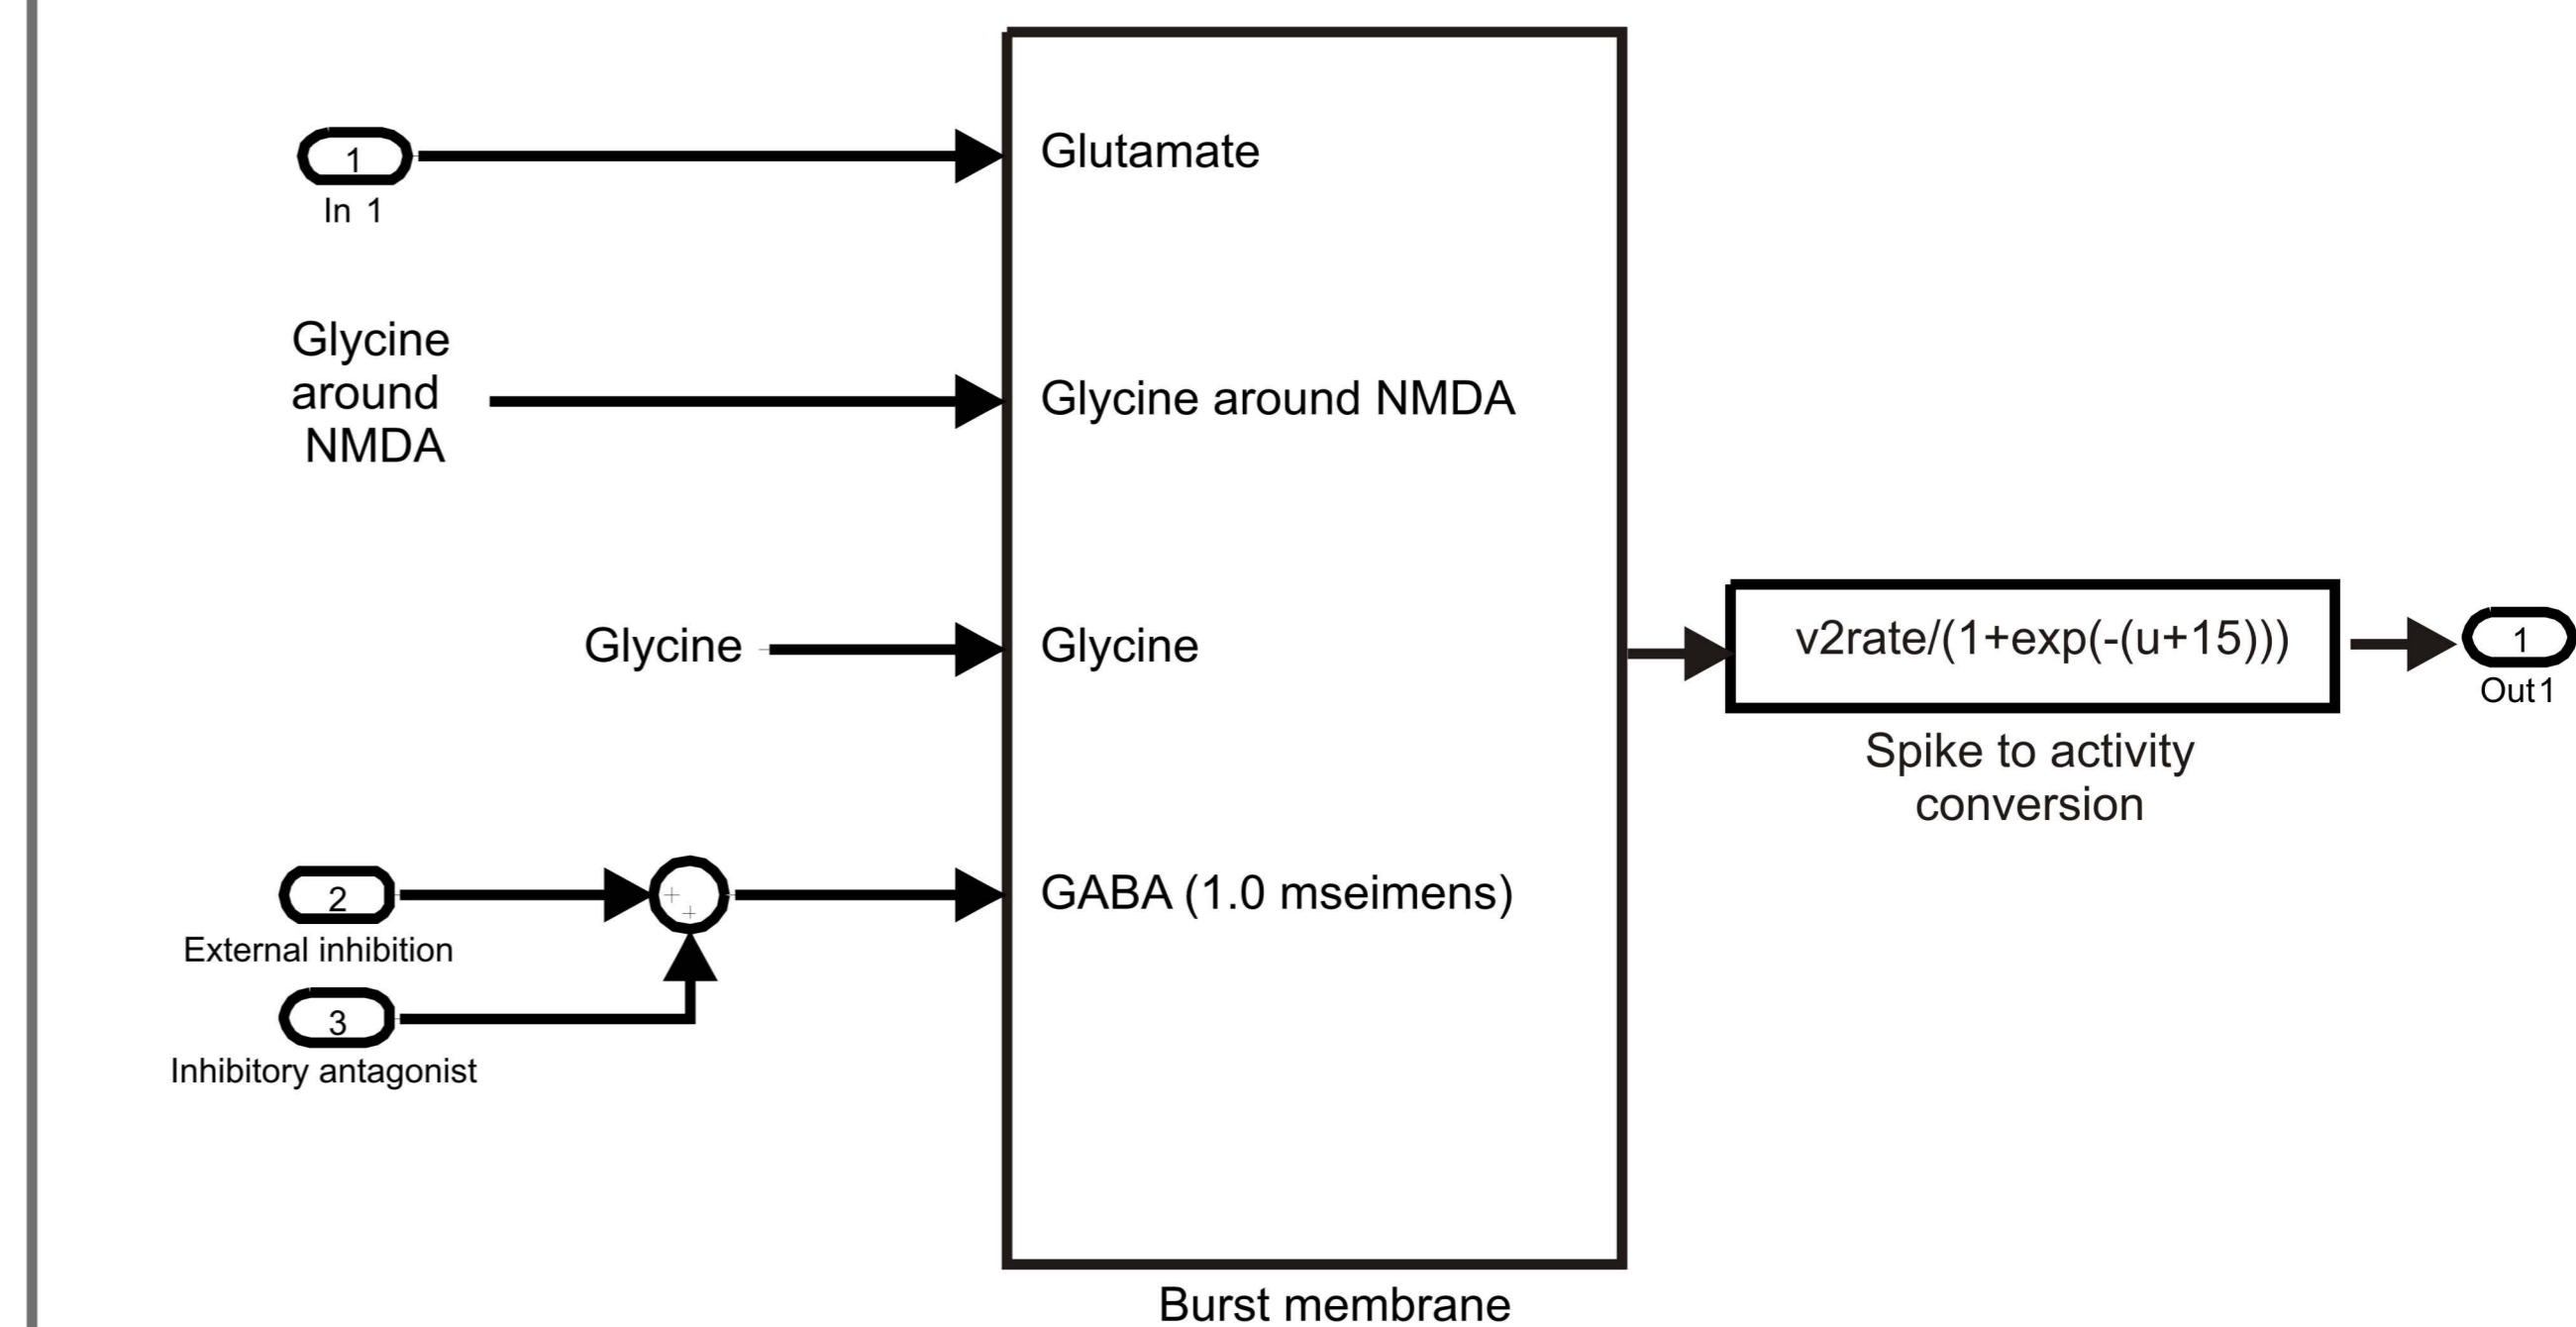 1
In 1
Glutamate
Glycine
around
NMDA
Glycine around NMDA
Glycine
Glycine
v2rate/(1+exp(-(u+15)))
1
Out1
Spike to activity
conversion
2
+
+
GABA (1.0 mseimens)
External inhibition
3
Inhibitory antagonist
Burst membrane